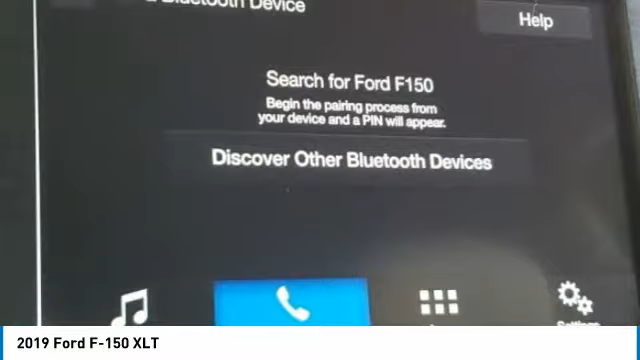 Bluetooth Device
Help
Search for Ford F150
Begin the pairing process from
your device and a PIN will appear.
Discover Other Bluetooth Devices
Settings
2019 Ford F-150 XLT